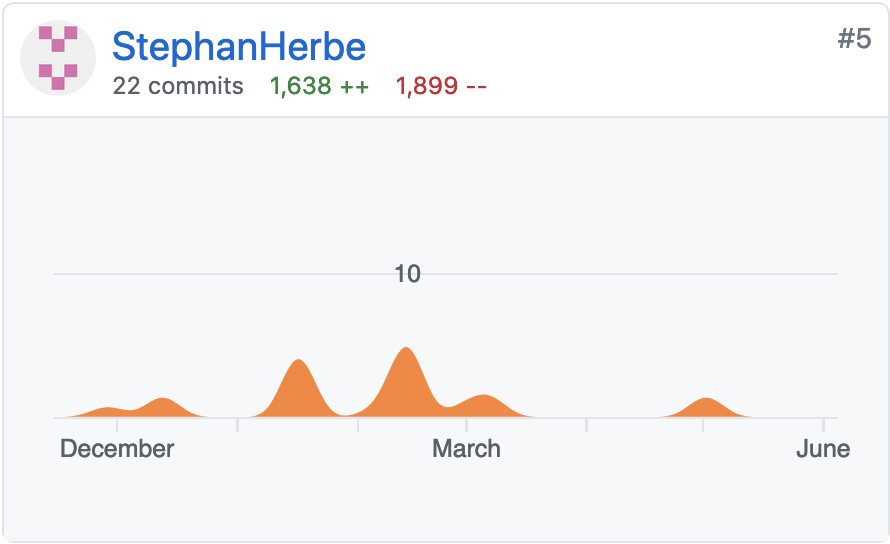 StephanHerbe
#5
22 commits 1,638 ++ 1,899 --
10
December March June